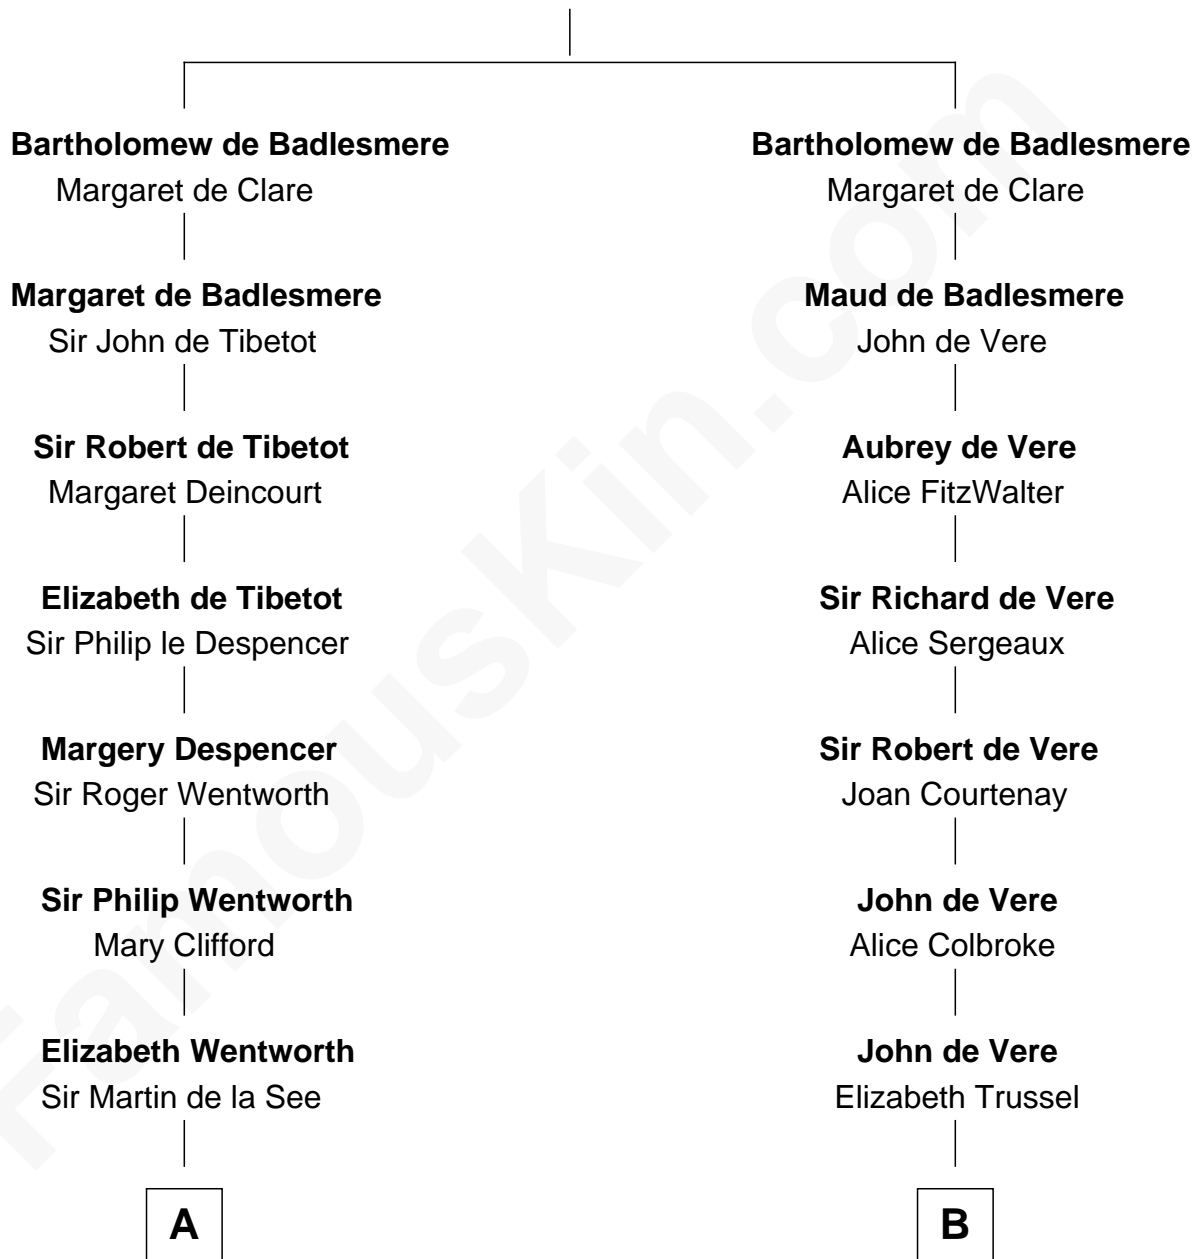 Bartholomew de Badlesmere
Margaret de Clare
Margaret de Badlesmere
Sir John de Tibetot
Sir Robert de Tibetot
Margaret Deincourt
Elizabeth de Tibetot
Sir Philip le Despencer
Margery Despencer
Sir Roger Wentworth
Sir Philip Wentworth
Mary Clifford
Elizabeth Wentworth
Sir Martin de la See
A
Bartholomew de Badlesmere
Margaret de Clare
Maud de Badlesmere
John de Vere
Aubrey de Vere
Alice FitzWalter
Sir Richard de Vere
Alice Sergeaux
Sir Robert de Vere
Joan Courtenay
John de Vere
Alice Colbroke
John de Vere
Elizabeth Trussel
B
FamousKin.com